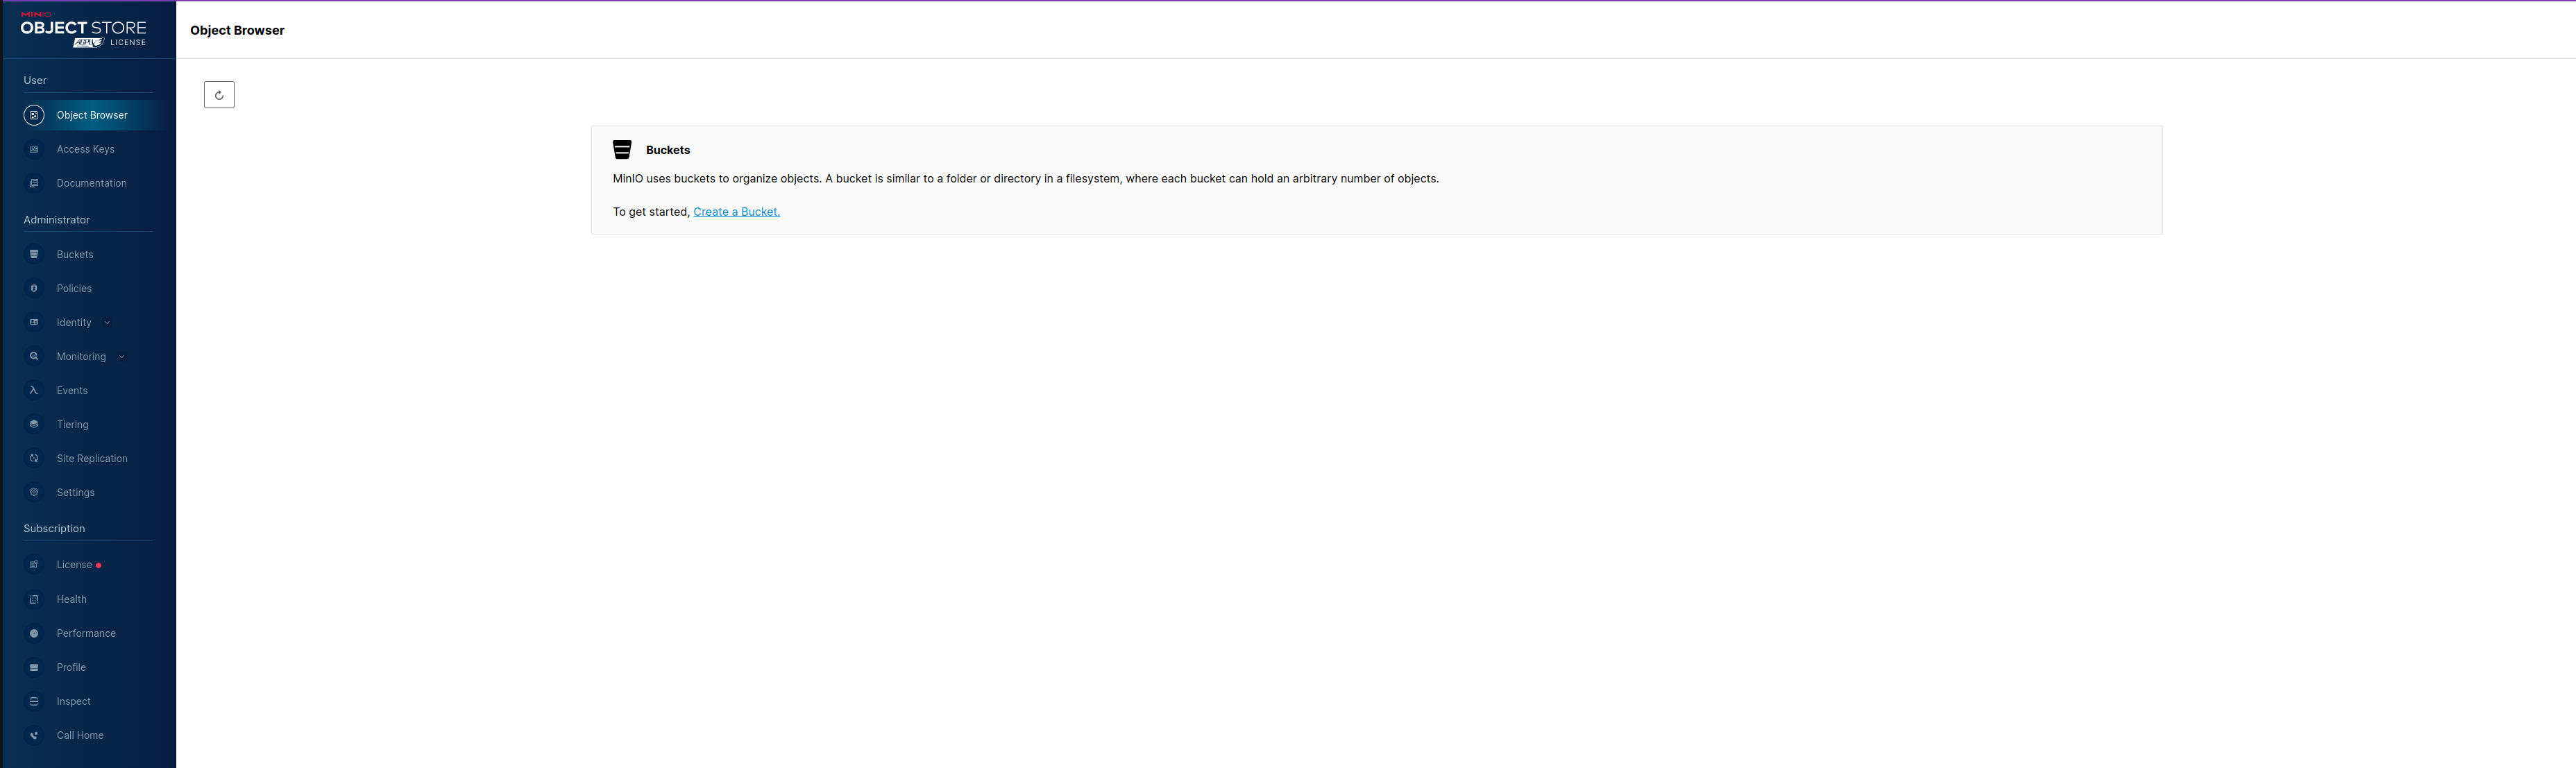 MINIO
OBJECT STORE
AGPLv3 LICENSE
Object Browser
User
Object Browser
Access Keys
Documentation
Administrator
Buckets
Policies
Identity
Monitoring
Events
Tiering
Site Replication
Settings
Subscription
License
Health
Performance
Profile
Inspect
Call Home
Buckets
MinIO uses buckets to organize objects. A bucket is similar to a folder or directory in a filesystem, where each bucket can hold an arbitrary number of objects.
To get started, Create a Bucket.